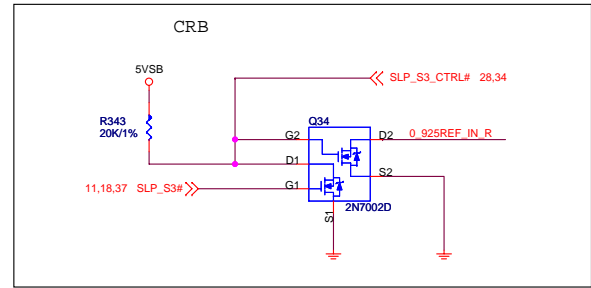 CRB
5VSB
SLP_S3_CTRL# 28,34
R343
20K/1%
Q34
G2
D2
0_925REF_IN_R
D1
S2
11,18,37 SLP_S3#
G1
2N7002D
S1